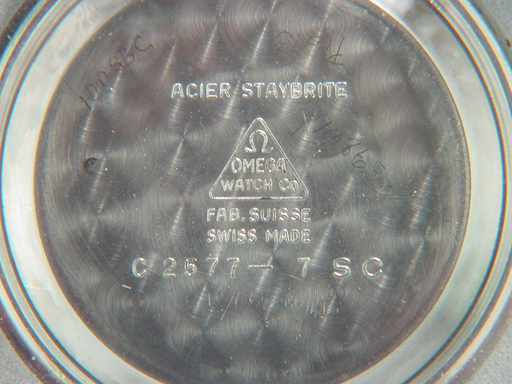 ACIER STAYBRITE
Ω
OMEGA
WATCH Co
FAB. SUISSE
SWISS MADE
C 2577 — 7 SC